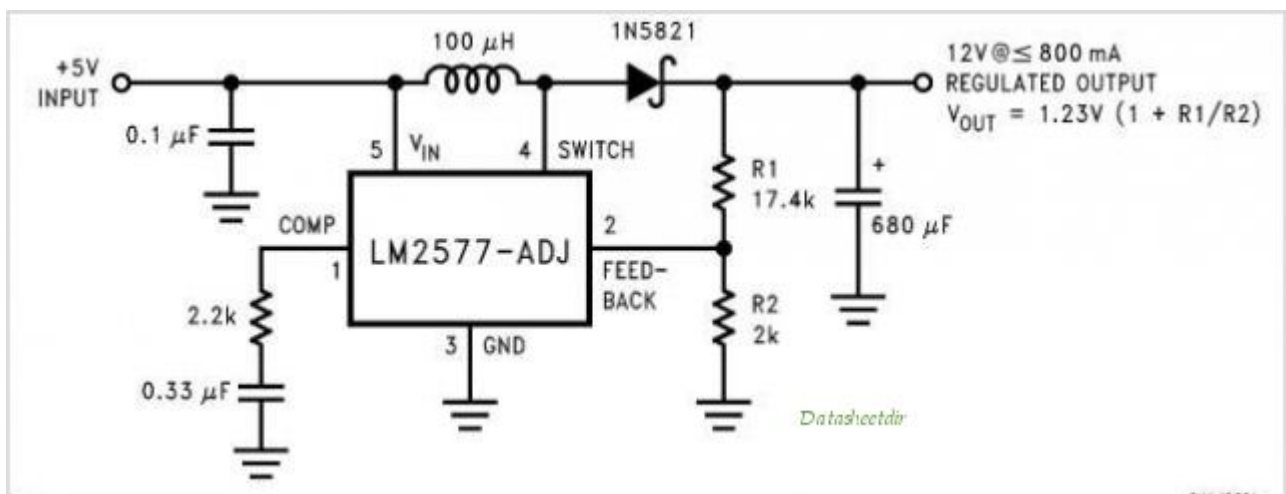 +5V
INPUT
0.1 μF
100 μH
1N5821
12V@≤ 800 mA
REGULATED OUTPUT
VOUT = 1.23V (1 + R1/R2)
5
VIN
4
SWITCH
COMP
1
LM2577-ADJ
2
FEED-
BACK
R1
17.4k
+
680 μF
2.2k
0.33 μF
3
GND
R2
2k
Datasheetdir